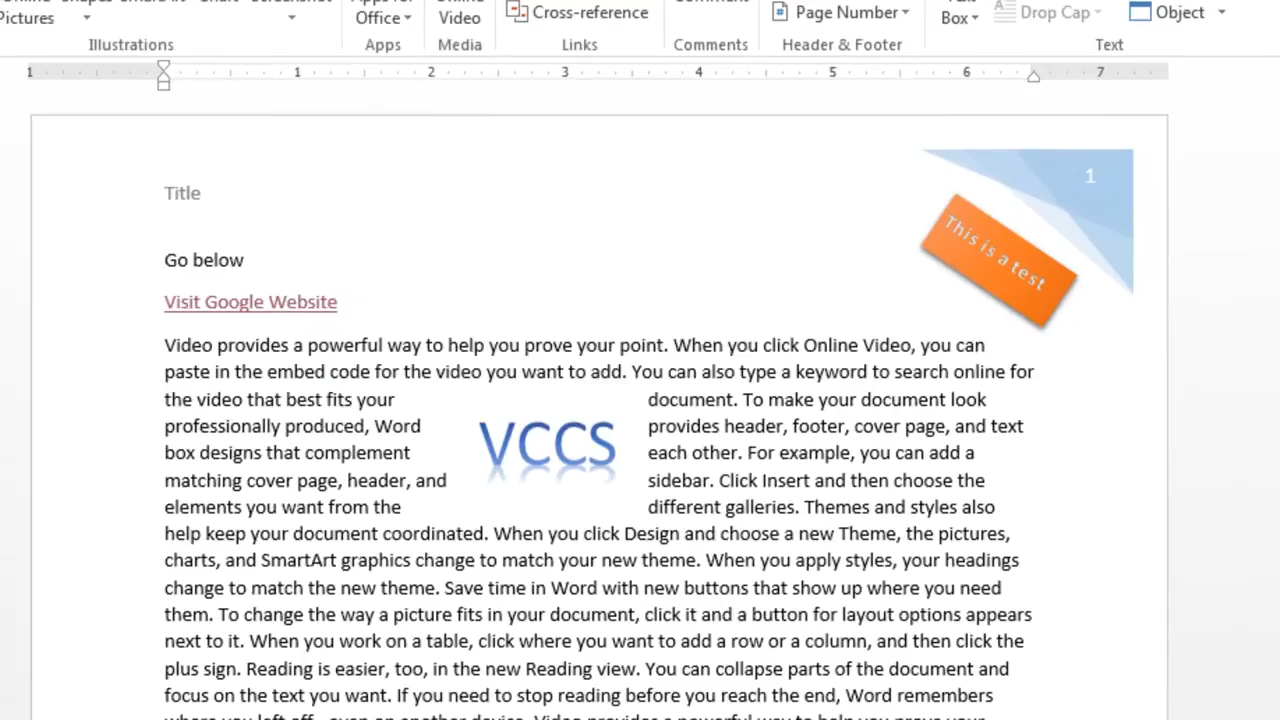 Pictures
Illustrations
Apps for
Office
Apps
Online
Video
Media
Cross-reference
Links
Comment
Comments
# Page Number
Header & Footer
Text
Box
Drop Cap
Object
Text
1 1 2 3 4 5 6 7
1
Title
This is a test
Go below
Visit Google Website
Video provides a powerful way to help you prove your point. When you click Online Video, you can
paste in the embed code for the video you want to add. You can also type a keyword to search online for
the video that best fits your document. To make your document look
professionally produced, Word provides header, footer, cover page, and text
box designs that complement each other. For example, you can add a
matching cover page, header, and sidebar. Click Insert and then choose the
elements you want from the different galleries. Themes and styles also
VCCS
help keep your document coordinated. When you click Design and choose a new Theme, the pictures,
charts, and SmartArt graphics change to match your new theme. When you apply styles, your headings
change to match the new theme. Save time in Word with new buttons that show up where you need
them. To change the way a picture fits in your document, click it and a button for layout options appears
next to it. When you work on a table, click where you want to add a row or a column, and then click the
plus sign. Reading is easier, too, in the new Reading view. You can collapse parts of the document and
focus on the text you want. If you need to stop reading before you reach the end, Word remembers